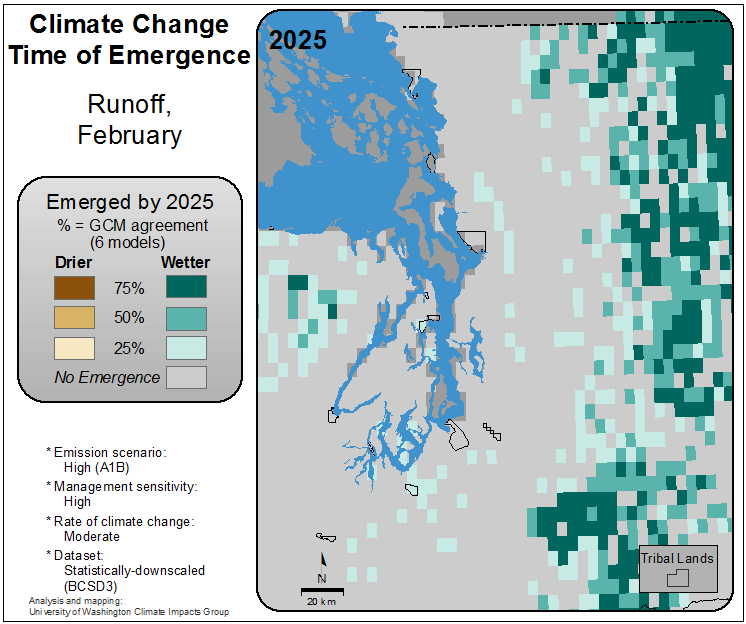 Climate Change
Time of Emergence
Runoff,
February
Emerged by 2025
% = GCM agreement
(6 models)
Drier Wetter
75%
50%
25%
No Emergence
* Emission scenario:
High (A1B)
* Management sensitivity:
High
* Rate of climate change:
Moderate
* Dataset:
Statistically-downscaled
(BCSD3)
Analysis and mapping:
University of Washington Climate Impacts Group
2025
N
20 km
Tribal Lands